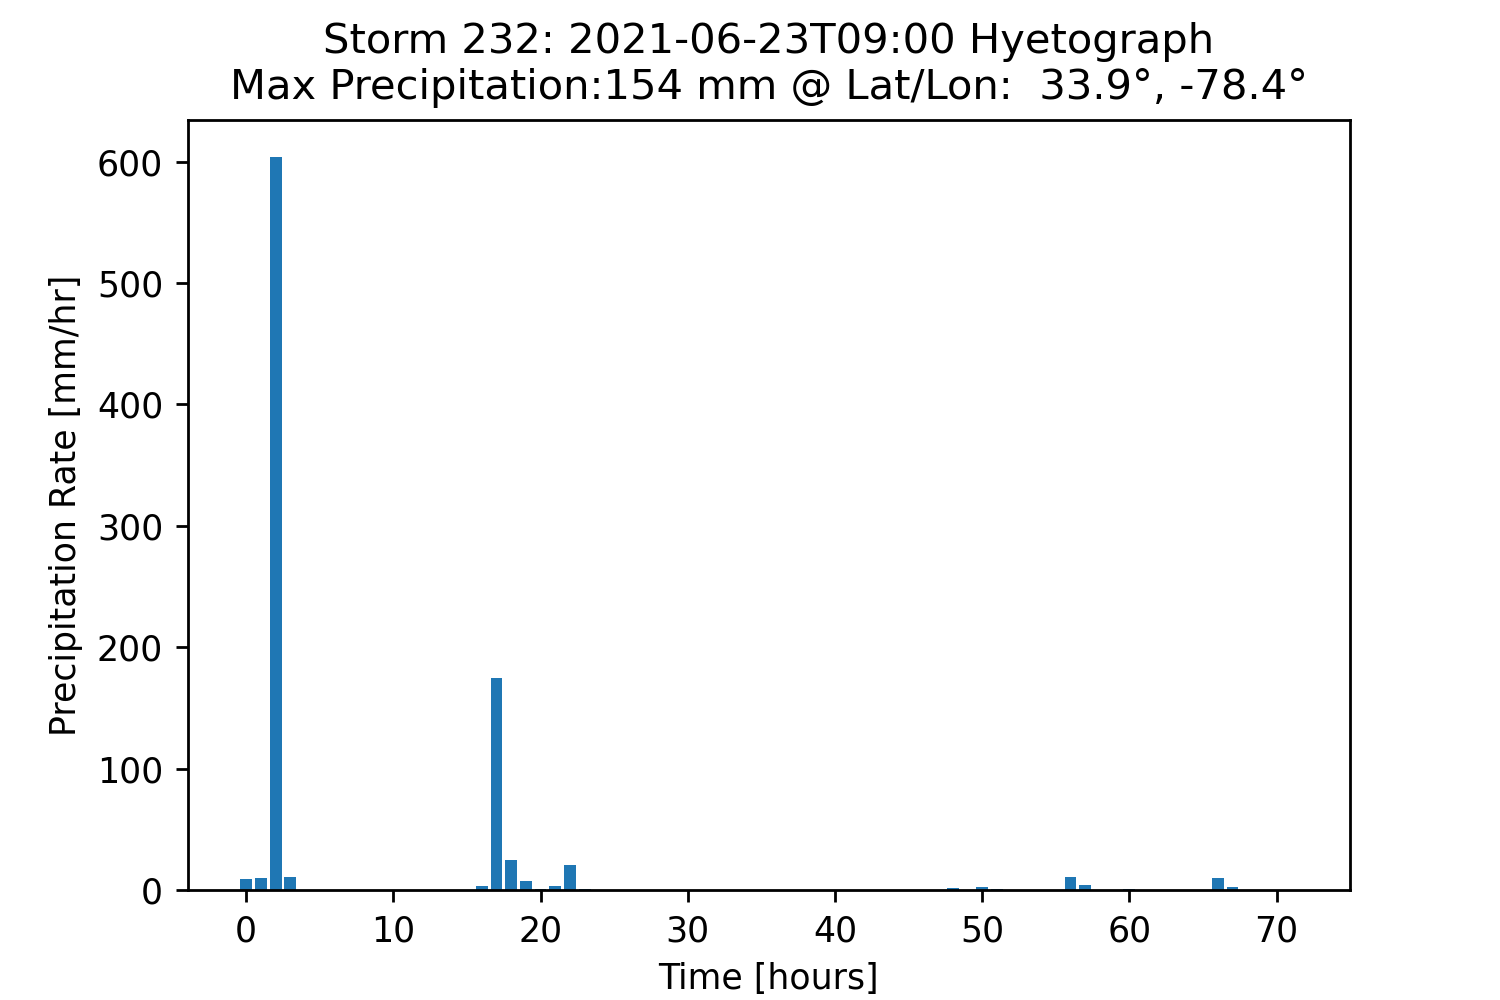 Storm 232: 2021-06-23T09:00 Hyetograph
Max Precipitation:154 mm @ Lat/Lon:  33.9°, -78.4°
600
500
400
300
200
100
0
Precipitation Rate [mm/hr]
0 10 20 30 40 50 60 70
Time [hours]